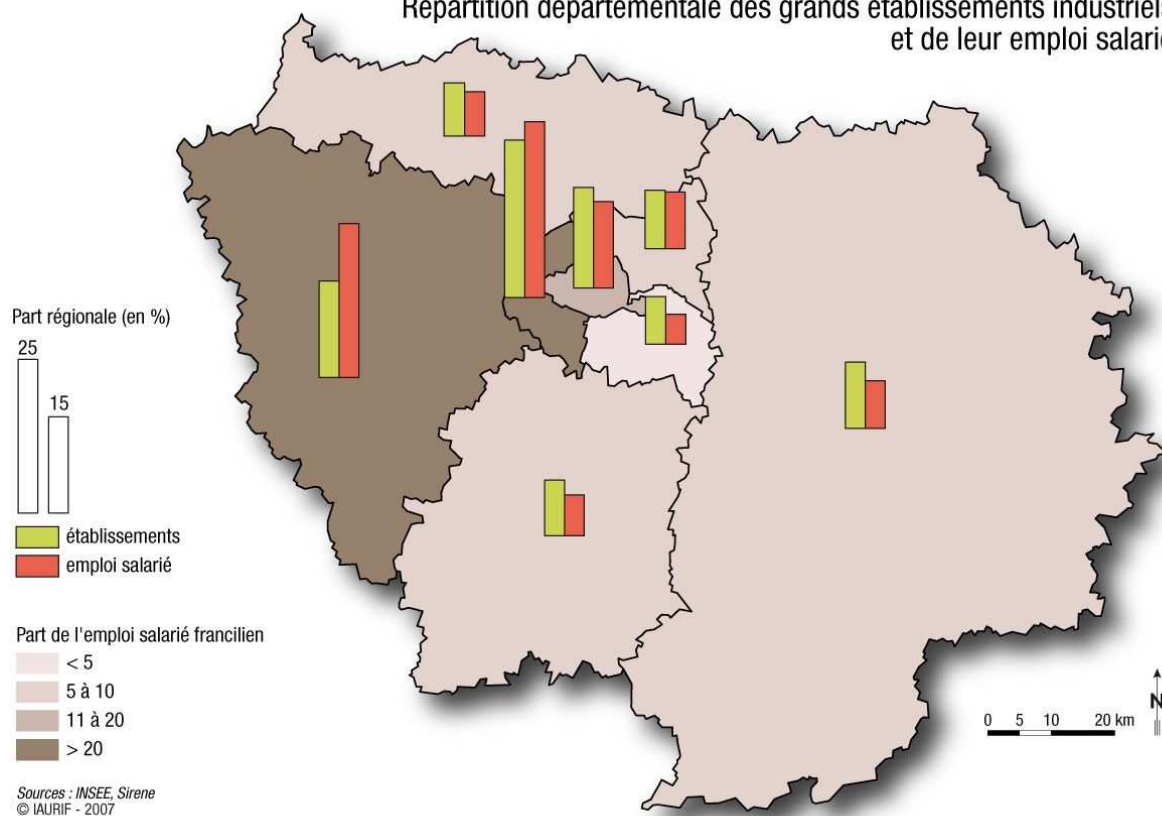 Répartition départementale des grands établissements industriels
et de leur emploi salarié
Part régionale (en %)
25
15
établissements
emploi salarié
Part de l'emploi salarié francilien
< 5
5 à 10
11 à 20
> 20
Sources : INSEE, Sirene
© IAURIF - 2007
0 5 10 20 km
N